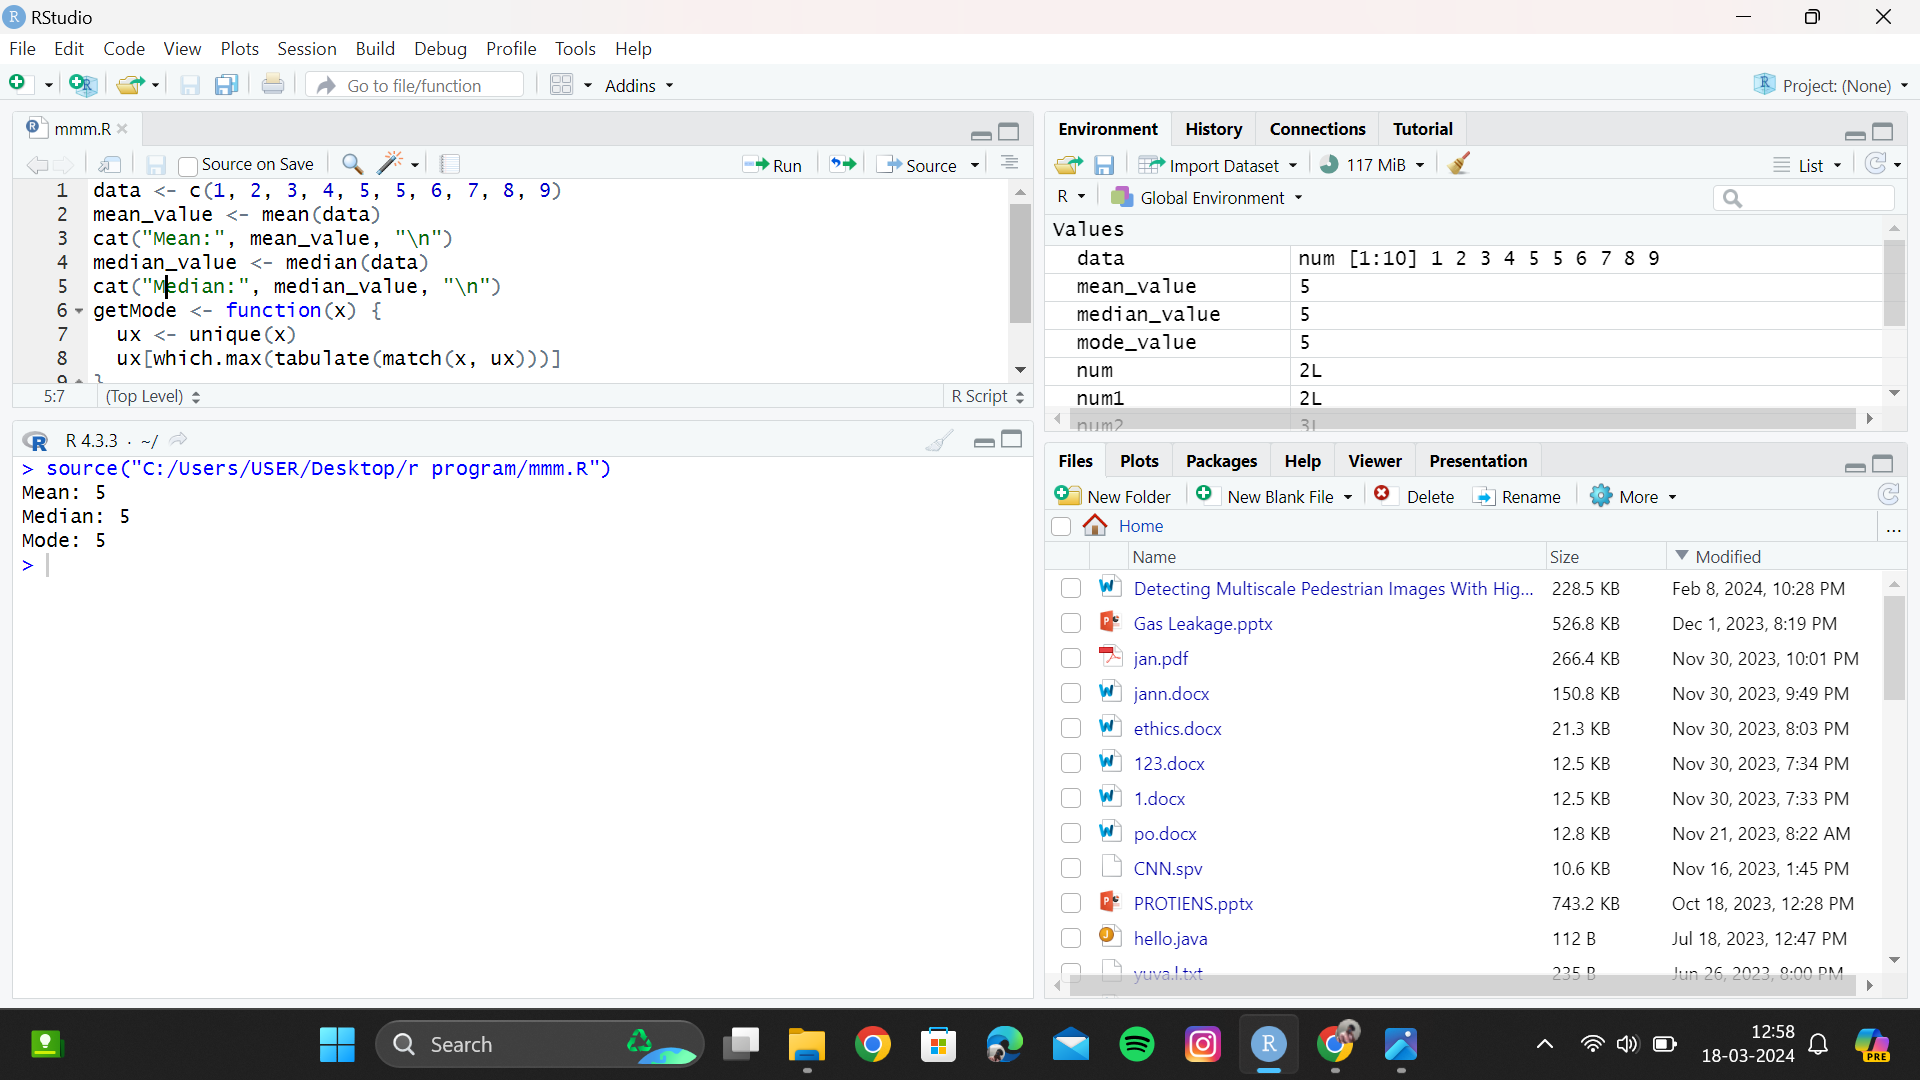 RStudio
File Edit Code View Plots Session Build Debug Profile Tools Help
Go to file/function Addins Project: (None)
mmm.R
Source on Save Run Source
1 data <- c(1, 2, 3, 4, 5, 5, 6, 7, 8, 9)
2 mean_value <- mean(data)
3 cat("Mean:", mean_value, "\n")
4 median_value <- median(data)
5 cat("Median:", median_value, "\n")
6 getMode <- function(x) {
7 ux <- unique(x)
8 ux[which.max(tabulate(match(x, ux)))]
9 }
5:7 (Top Level) R Script
R 4.3.3 · ~/
> source("C:/Users/USER/Desktop/r program/mmm.R")
Mean: 5
Median: 5
Mode: 5
>
Environment History Connections Tutorial
Import Dataset 117 MiB List
R Global Environment
Values
data num [1:10] 1 2 3 4 5 5 6 7 8 9
mean_value 5
median_value 5
mode_value 5
num 2L
num1 2L
num2 3L
Files Plots Packages Help Viewer Presentation
New Folder New Blank File Delete Rename More
Home ...
Name Size Modified
Detecting Multiscale Pedestrian Images With Hig... 228.5 KB Feb 8, 2024, 10:28 PM
Gas Leakage.pptx 526.8 KB Dec 1, 2023, 8:19 PM
jan.pdf 266.4 KB Nov 30, 2023, 10:01 PM
jann.docx 150.8 KB Nov 30, 2023, 9:49 PM
ethics.docx 21.3 KB Nov 30, 2023, 8:03 PM
123.docx 12.5 KB Nov 30, 2023, 7:34 PM
1.docx 12.5 KB Nov 30, 2023, 7:33 PM
po.docx 12.8 KB Nov 21, 2023, 8:22 AM
CNN.spv 10.6 KB Nov 16, 2023, 1:45 PM
PROTIENS.pptx 743.2 KB Oct 18, 2023, 12:28 PM
hello.java 112 B Jul 18, 2023, 12:47 PM
yuva.l.txt 235 B Jun 26, 2023, 8:00 PM
Search
12:58
18-03-2024
PRE